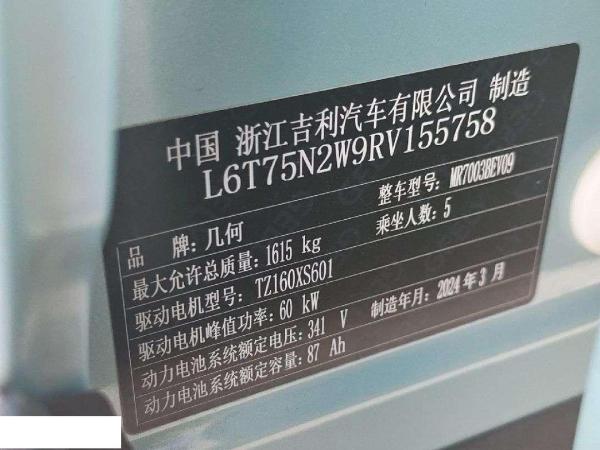 中国 浙江吉利汽车有限公司 制造
L6T75N2W9RV155758
品 牌：几何 整车型号：MR7003BEV09
最大允许总质量：1615 kg 乘坐人数：5
驱动电机型号：TZ160XS601
驱动电机峰值功率：60 kW 制造年月：2024年3月
动力电池系统额定电压：341 V
动力电池系统额定容量：87 Ah